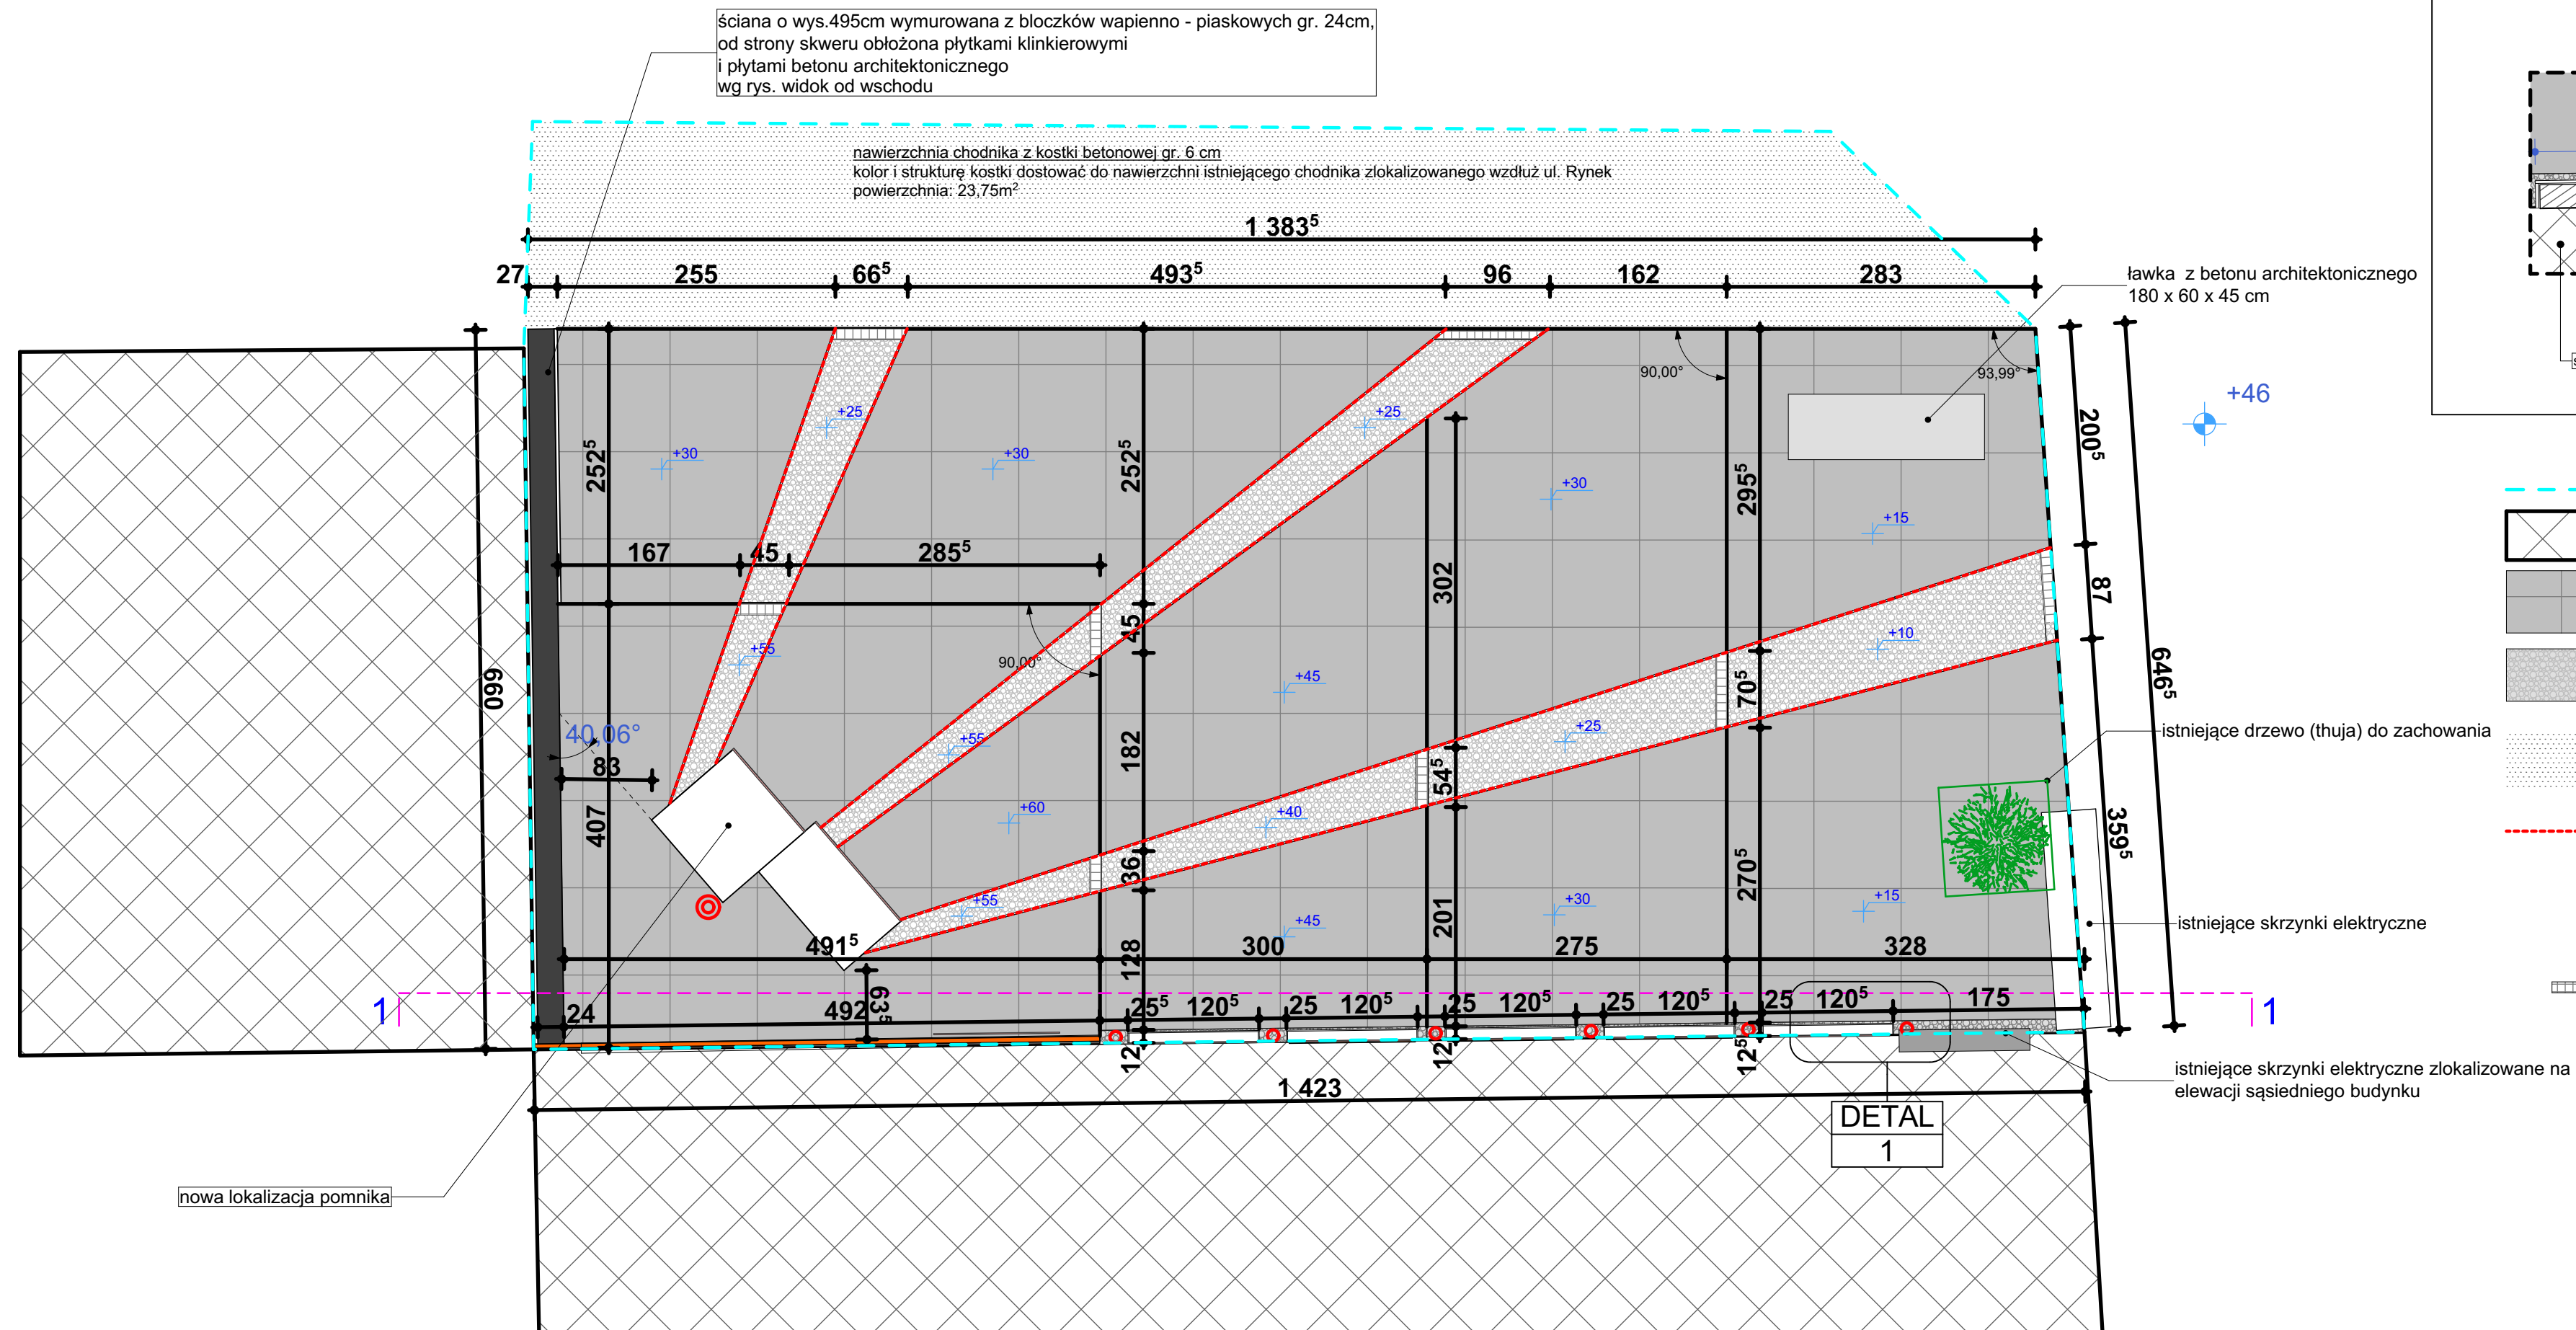 ściana o wys.495cm wymurowana z bloczków wapienno - piaskowych gr. 24cm,
od strony skweru obłożona płytkami klinkierowymi
i płytami betonu architektonicznego
wg rys. widok od wschodu
nawierzchnia chodnika z kostki betonowej gr. 6 cm
kolor i strukturę kostki dostować do nawierzchni istniejącego chodnika zlokalizowanego wzdłuż ul. Rynek
powierzchnia: 23,75m²
1 383⁵
27 255 66⁵ 493⁵ 96 162 283
ławka z betonu architektonicznego
180 x 60 x 45 cm
90,00° 93,99°
+46
+25 +25
200⁵
+30 +30
252⁵ 252⁵
+30
295⁵
+15
167 45 285⁵
302
87
45
+10
90,00°
+55
660
646⁵
+45
70⁵
40,06°
istniejące drzewo (thuja) do zachowania
+55
+25
83
182
54⁵
407
+60
+40
359⁵
36
+55
+45
+30
+15
201
270⁵
istniejące skrzynki elektryczne
491⁵ 300 275 328
128
63⁵
1 1
24 492 25⁵ 120⁵ 25 120⁵ 25 120⁵ 25 120⁵ 25 120⁵ 175
12 12 12⁵
istniejące skrzynki elektryczne zlokalizowane na
elewacji sąsiedniego budynku
1 423
DETAL
1
nowa lokalizacja pomnika